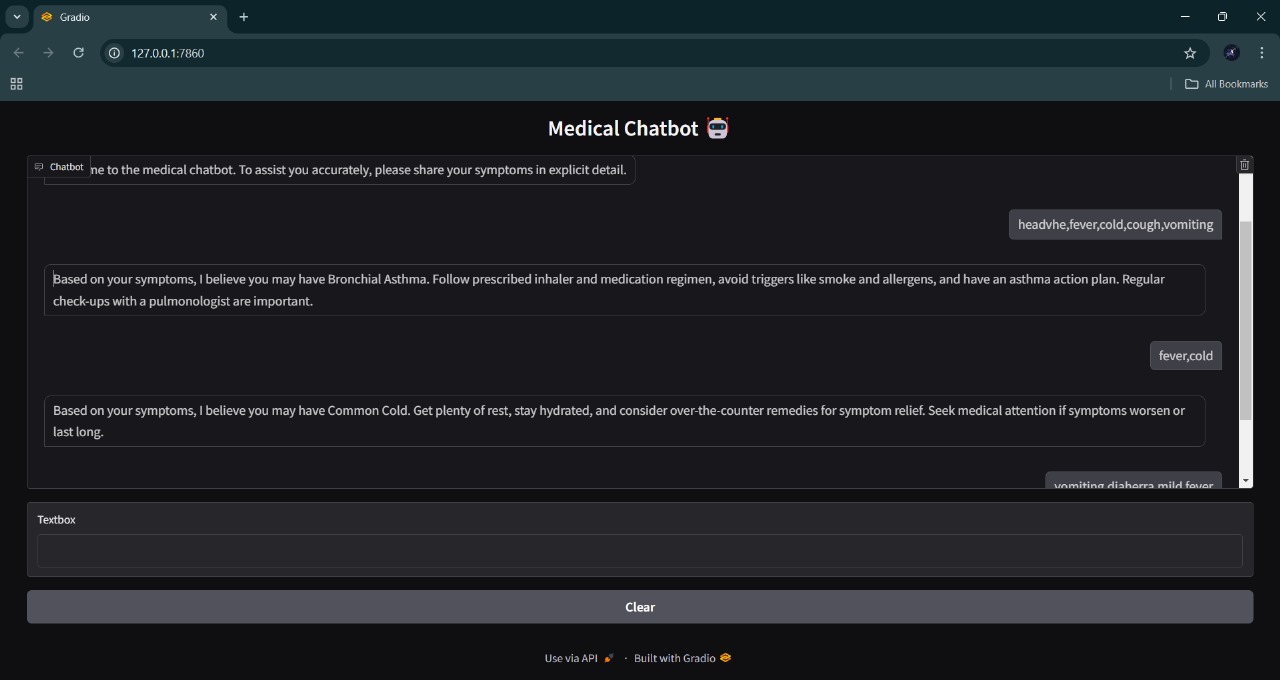 Gradio
127.0.0.1:7860
All Bookmarks
Medical Chatbot
Chatbot
me to the medical chatbot. To assist you accurately, please share your symptoms in explicit detail.
headvhe,fever,cold,cough,vomiting
Based on your symptoms, I believe you may have Bronchial Asthma. Follow prescribed inhaler and medication regimen, avoid triggers like smoke and allergens, and have an asthma action plan. Regular
check-ups with a pulmonologist are important.
fever,cold
Based on your symptoms, I believe you may have Common Cold. Get plenty of rest, stay hydrated, and consider over-the-counter remedies for symptom relief. Seek medical attention if symptoms worsen or
last long.
vomiting,diaherra,mild fever
Textbox
Clear
Use via API · Built with Gradio